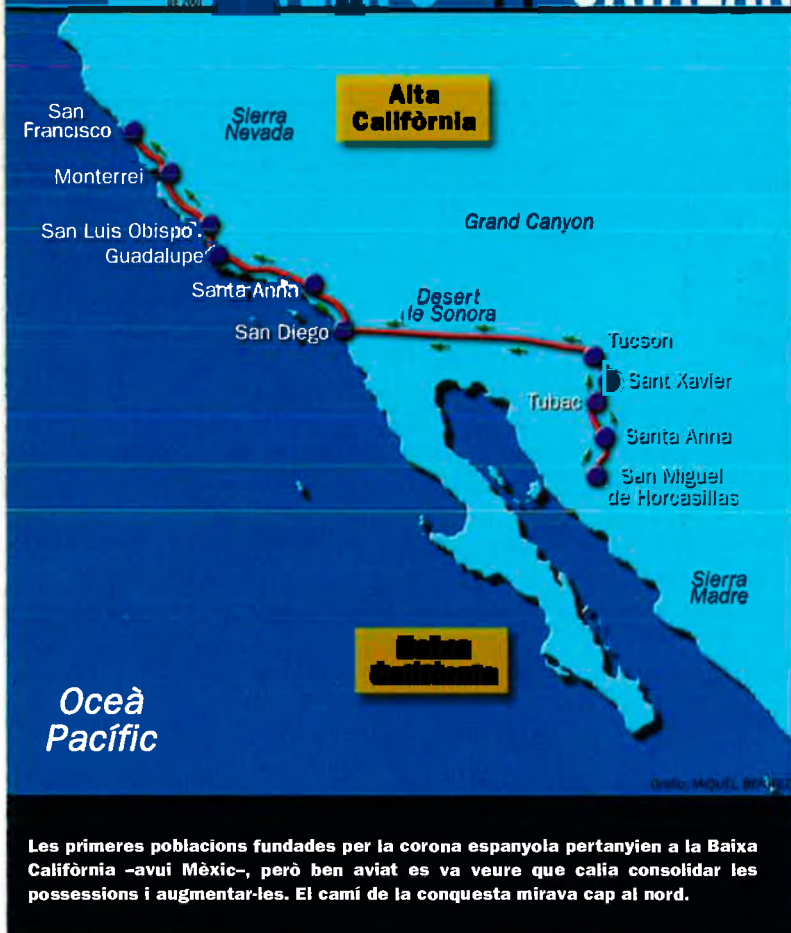 Alta
Califòrnia
San
Francisco
Sierra
Nevada
Monterrei
San Luis Obispo
Guadalupe
Grand Canyon
Santa Anna
Desert
de Sonora
San Diego
Tucson
Sant Xavier
Tubac
Santa Anna
San Miguel
de Horcasillas
Sierra
Madre
Baixa
Oceà
Pacífic
Gràfic: MIQUEL
Les primeres poblacions fundades per la corona espanyola pertanyien a la Baixa
Califòrnia –avui Mèxic–, però ben aviat es va veure que calia consolidar les
possessions i augmentar-les. El camí de la conquesta mirava cap al nord.